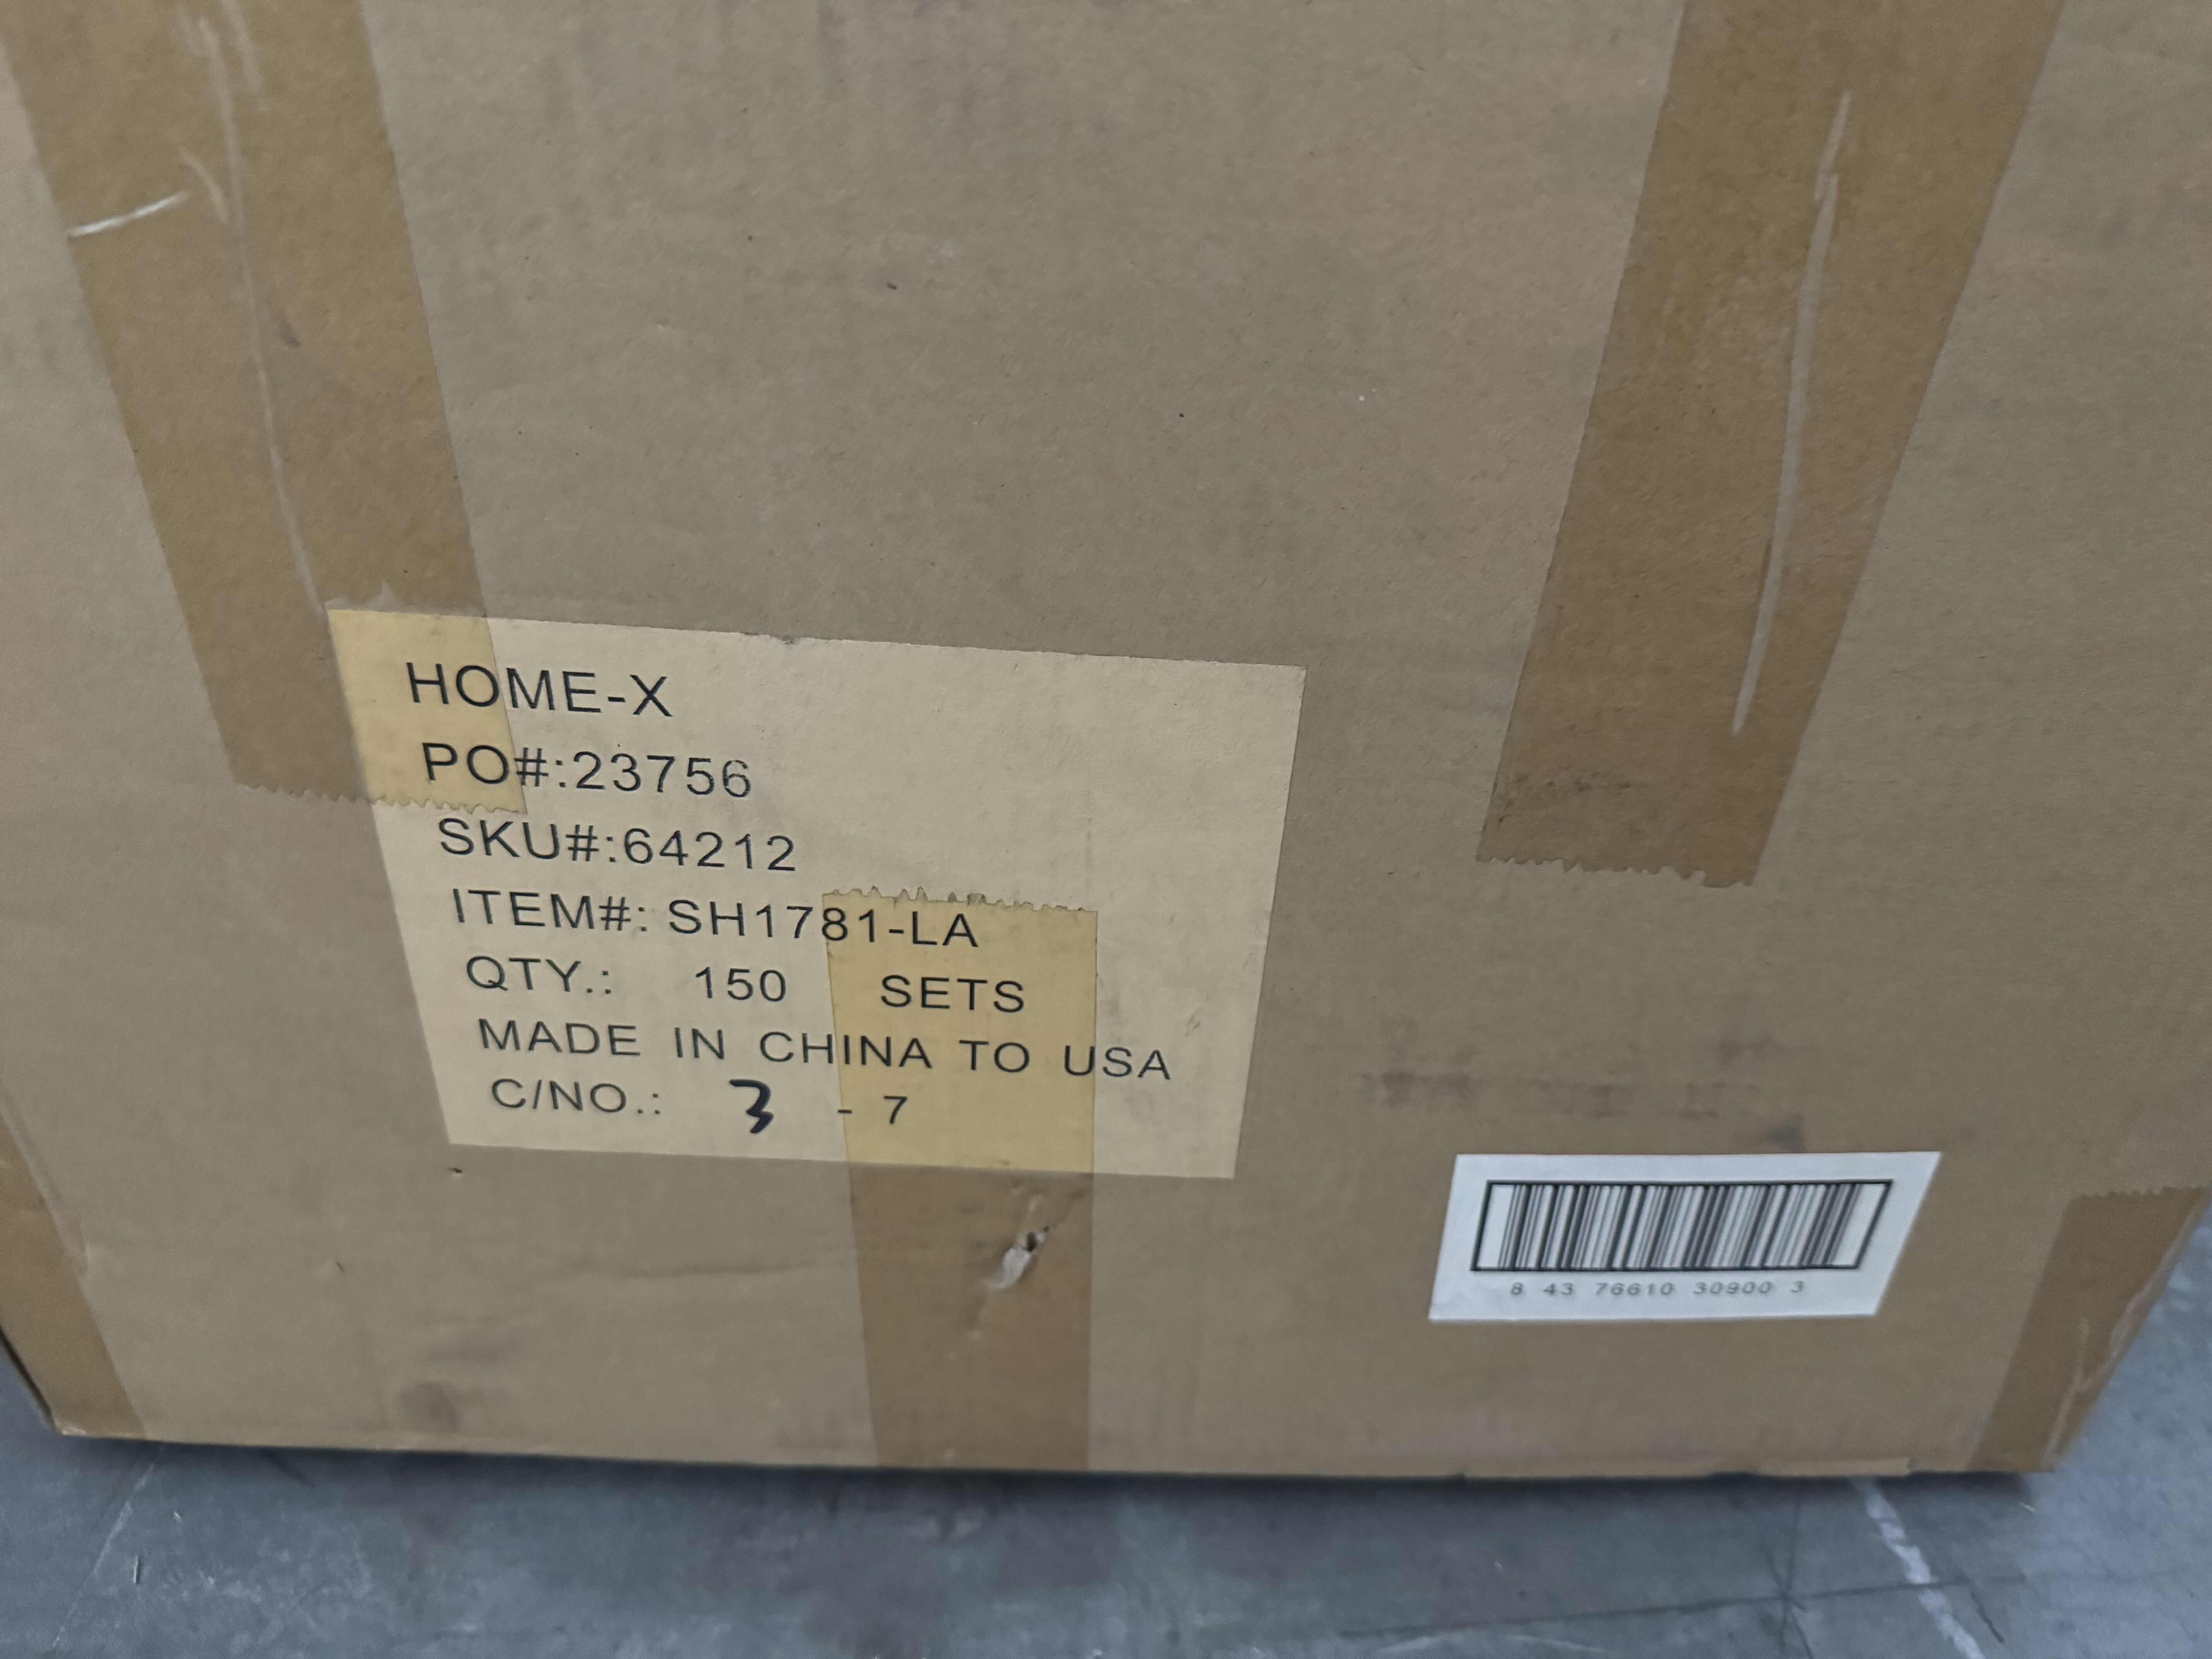 HOME-X
PO#:23756
SKU#:64212
ITEM#: SH1781-LA
QTY.: 150 SETS
MADE IN CHINA TO USA
C/NO.: 3 - 7
8 43 76610 30900 3